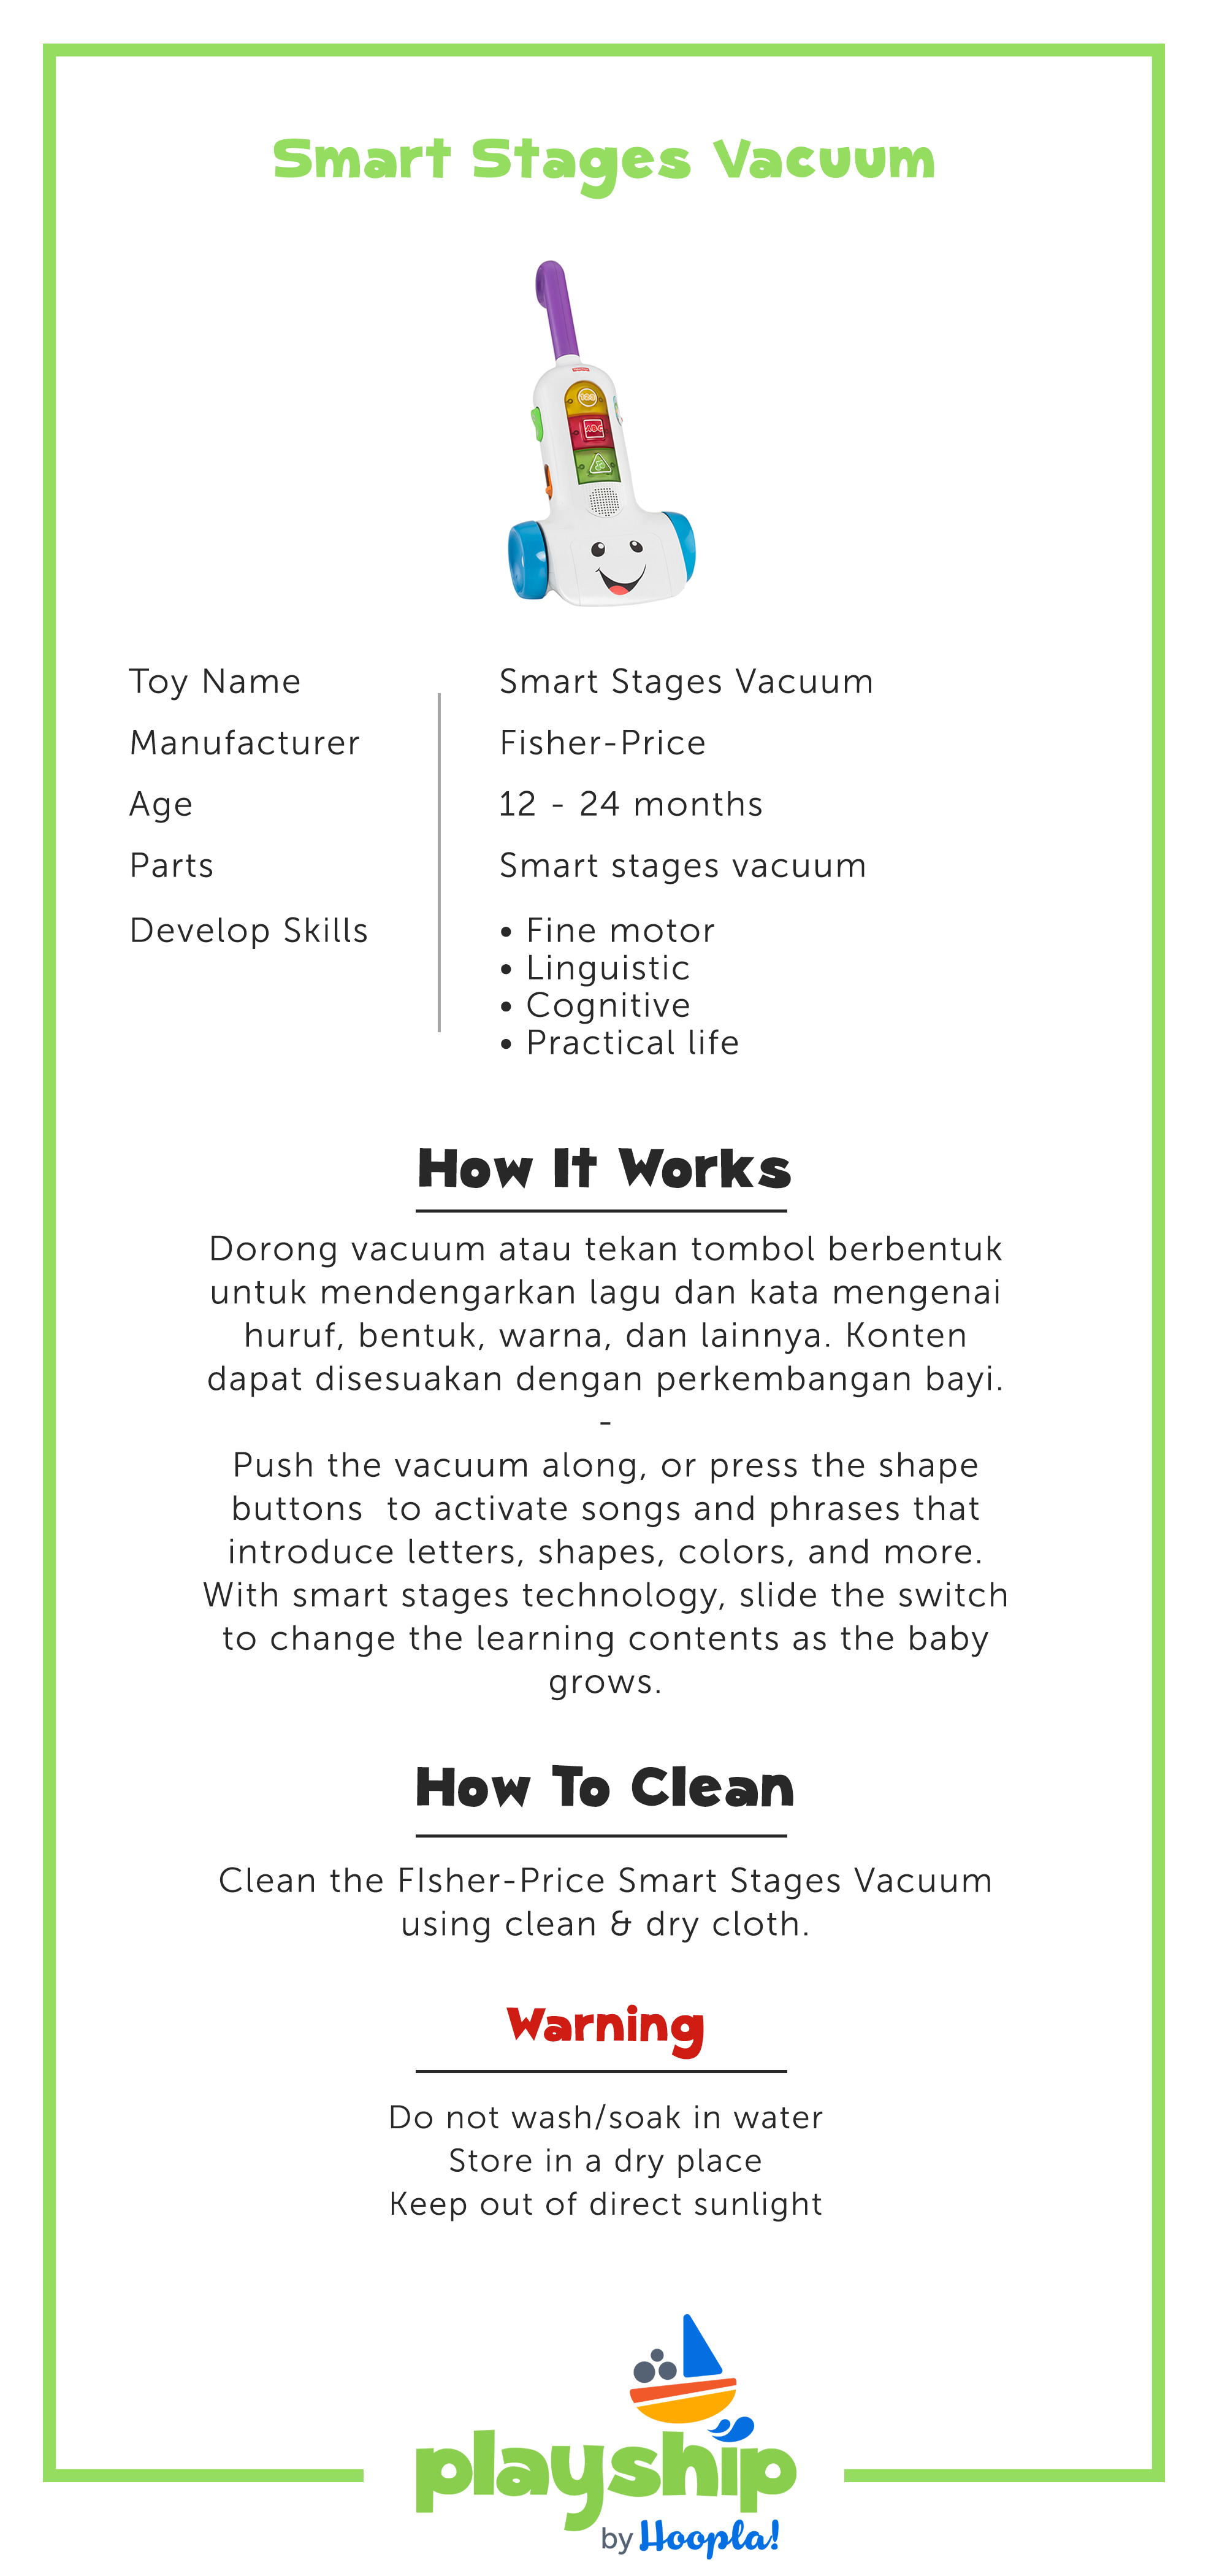 Smart Stages Vacuum
Toy Name
Smart Stages Vacuum
Manufacturer
Fisher-Price
Age
12 - 24 months
Parts
Smart stages vacuum
Develop Skills
• Fine motor
• Linguistic
• Cognitive
• Practical life
How It Works
Dorong vacuum atau tekan tombol berbentuk
untuk mendengarkan lagu dan kata mengenai
huruf, bentuk, warna, dan lainnya. Konten
dapat disesuakan dengan perkembangan bayi.
-
Push the vacuum along, or press the shape
buttons  to activate songs and phrases that
introduce letters, shapes, colors, and more.
With smart stages technology, slide the switch
to change the learning contents as the baby
grows.
How To Clean
Clean the FIsher-Price Smart Stages Vacuum
using clean & dry cloth.
Warning
Do not wash/soak in water
Store in a dry place
Keep out of direct sunlight
playship
by Hoopla!